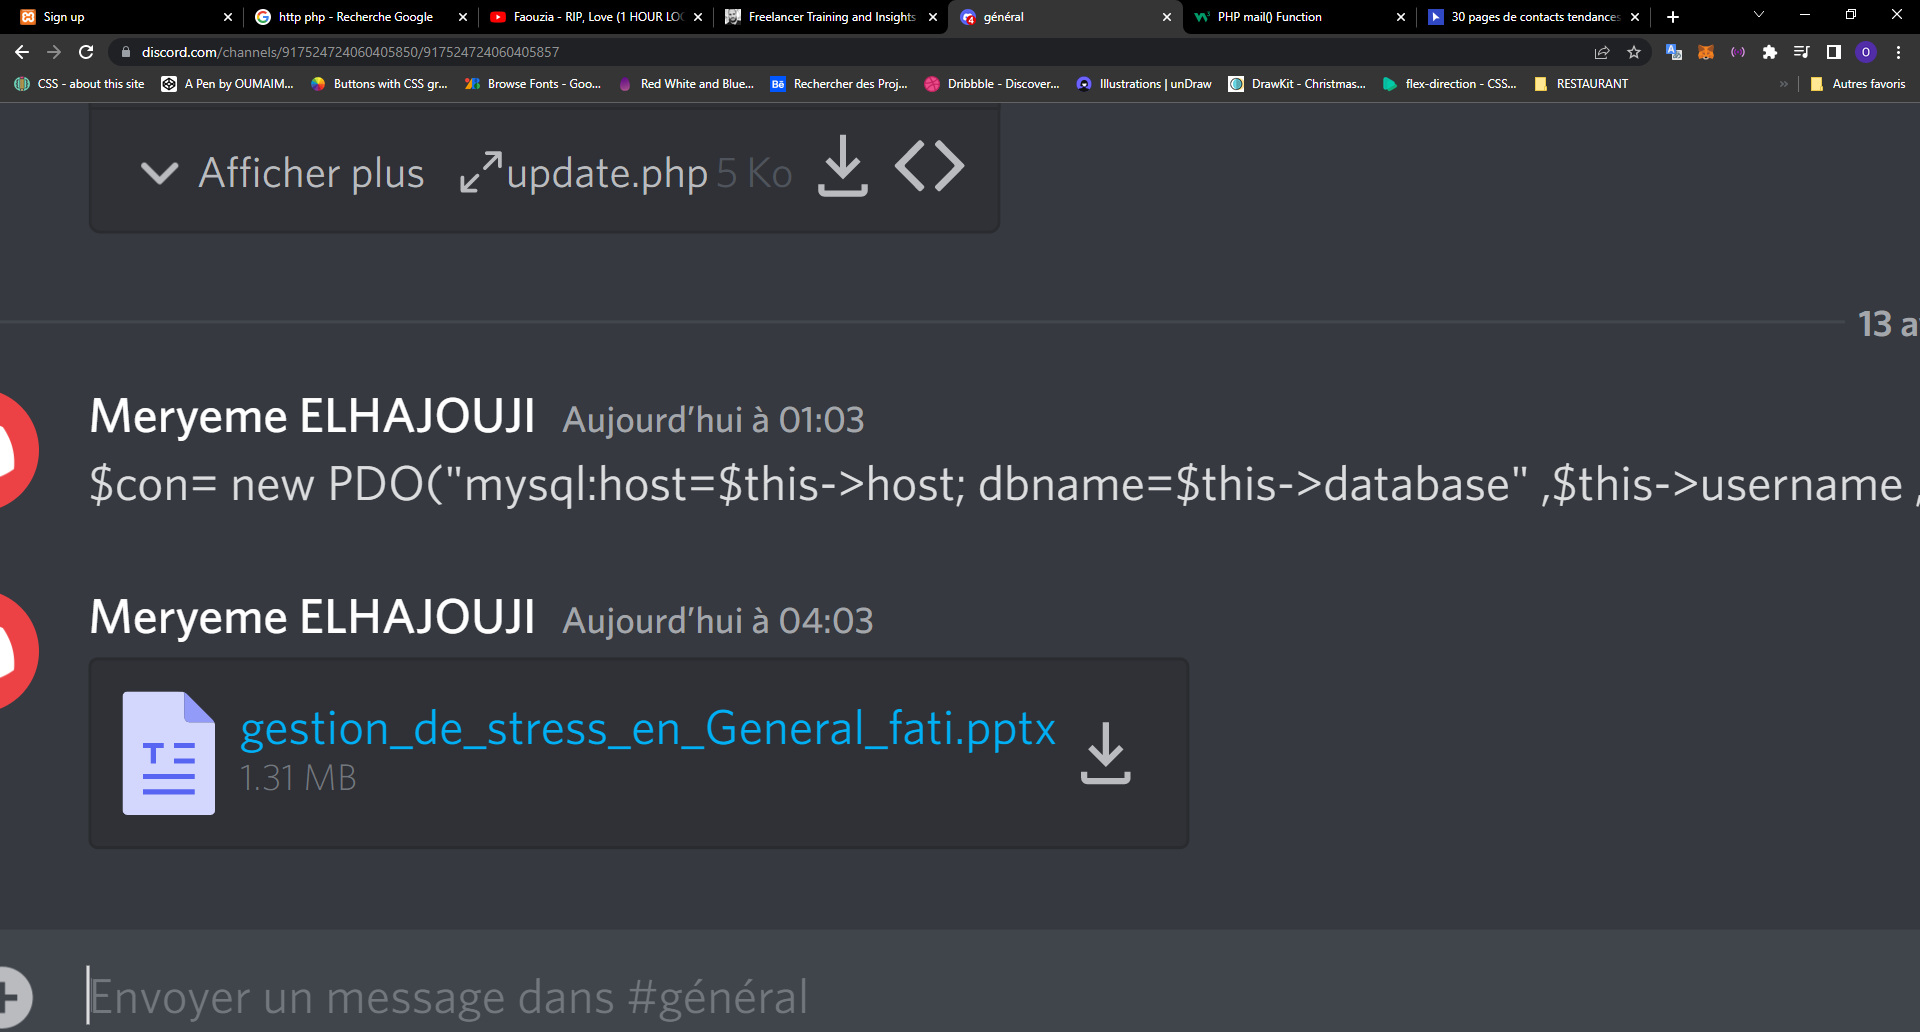 Sign up
http php - Recherche Google
Faouzia - RIP, Love (1 HOUR LO
Freelancer Training and Insights
général
PHP mail() Function
30 pages de contacts tendances
discord.com/channels/917524724060405850/917524724060405857
CSS - about this site
A Pen by OUMAIM...
Buttons with CSS gr...
Browse Fonts - Goo...
Red White and Blue...
Rechercher des Proj...
Dribbble - Discover...
Illustrations | unDraw
DrawKit - Christmas...
flex-direction - CSS...
RESTAURANT
Autres favoris
Afficher plus update.php 5 Ko
13 a
Meryeme ELHAJOUJI Aujourd’hui à 01:03
$con= new PDO("mysql:host=$this->host; dbname=$this->database" ,$this->username ,
Meryeme ELHAJOUJI Aujourd’hui à 04:03
gestion_de_stress_en_General_fati.pptx
1.31 MB
Envoyer un message dans #général